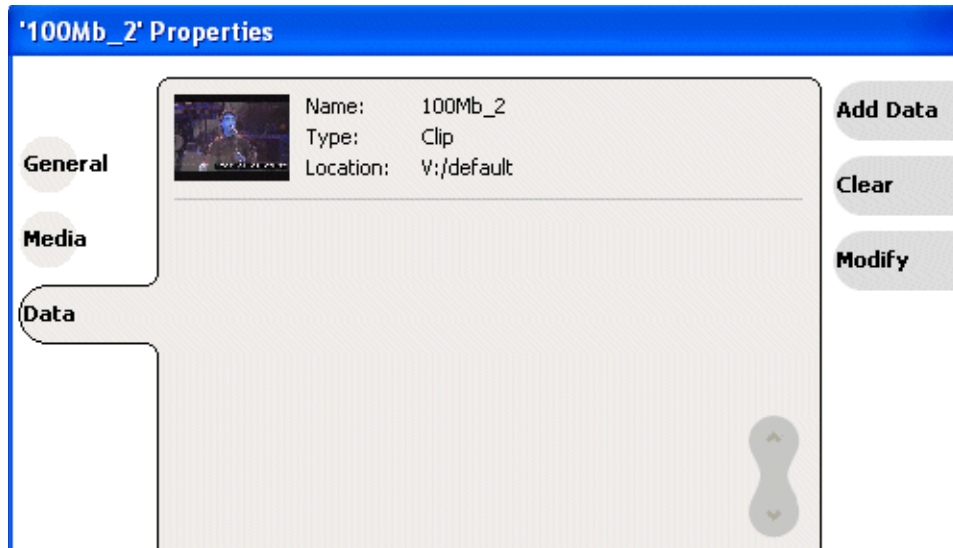 '100Mb_2' Properties
Name: 100Mb_2
Type: Clip
Location: V:/default
General
Media
Data
Add Data
Clear
Modify